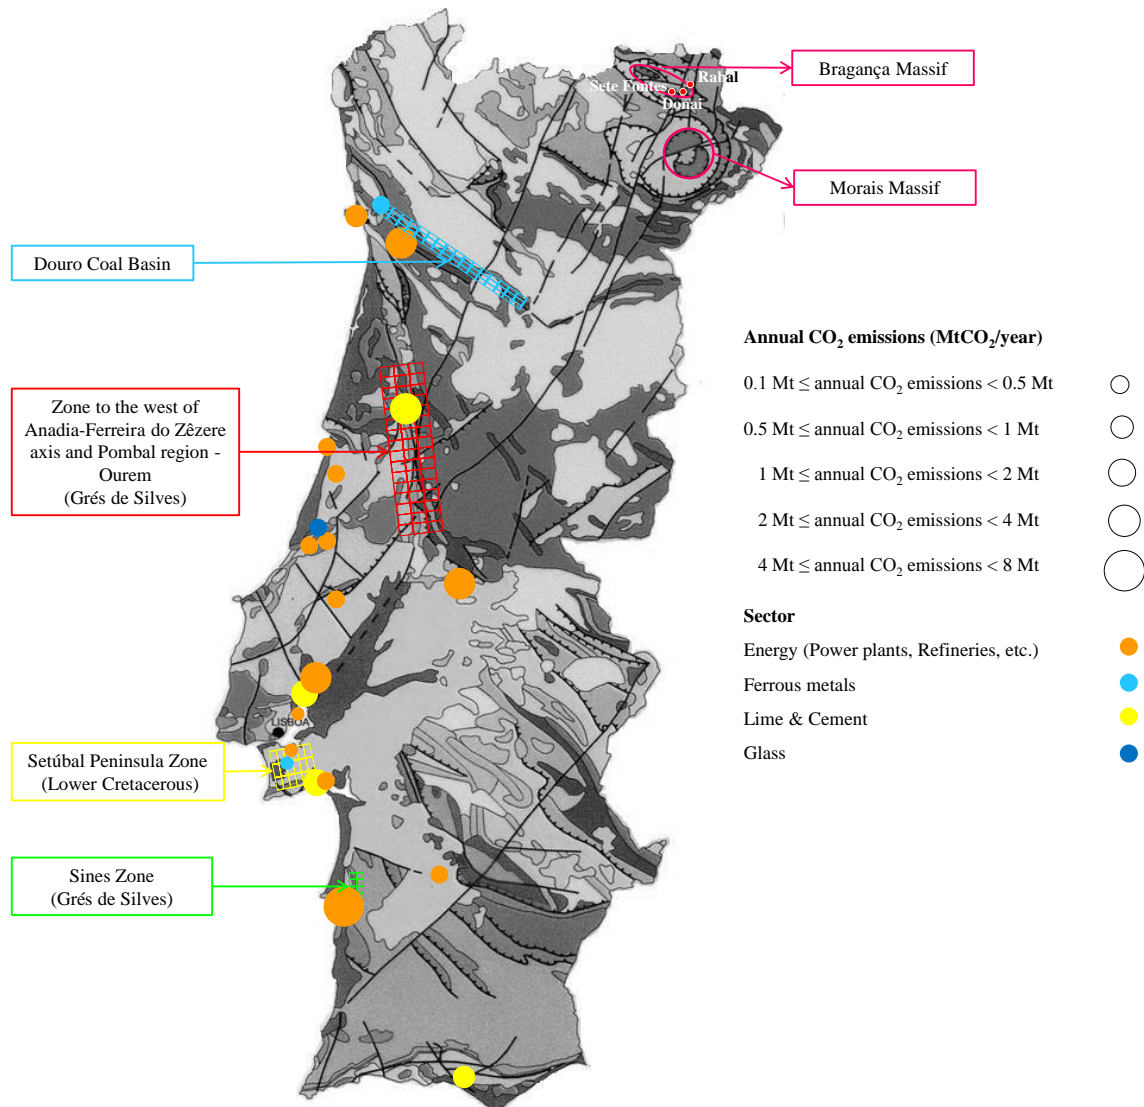 Bragança Massif
Rabal
Sete Fontes
Donai
Morais Massif
Douro Coal Basin
Annual CO₂ emissions (MtCO₂/year)
0.1 Mt ≤ annual CO₂ emissions < 0.5 Mt
0.5 Mt ≤ annual CO₂ emissions < 1 Mt
1 Mt ≤ annual CO₂ emissions < 2 Mt
2 Mt ≤ annual CO₂ emissions < 4 Mt
4 Mt ≤ annual CO₂ emissions < 8 Mt
Zone to the west of
Anadia-Ferreira do Zêzere
axis and Pombal region -
Ourem
(Grés de Silves)
Sector
Energy (Power plants, Refineries, etc.)
Ferrous metals
Lime & Cement
Glass
LISBOA
Setúbal Peninsula Zone
(Lower Cretacerous)
Sines Zone
(Grés de Silves)